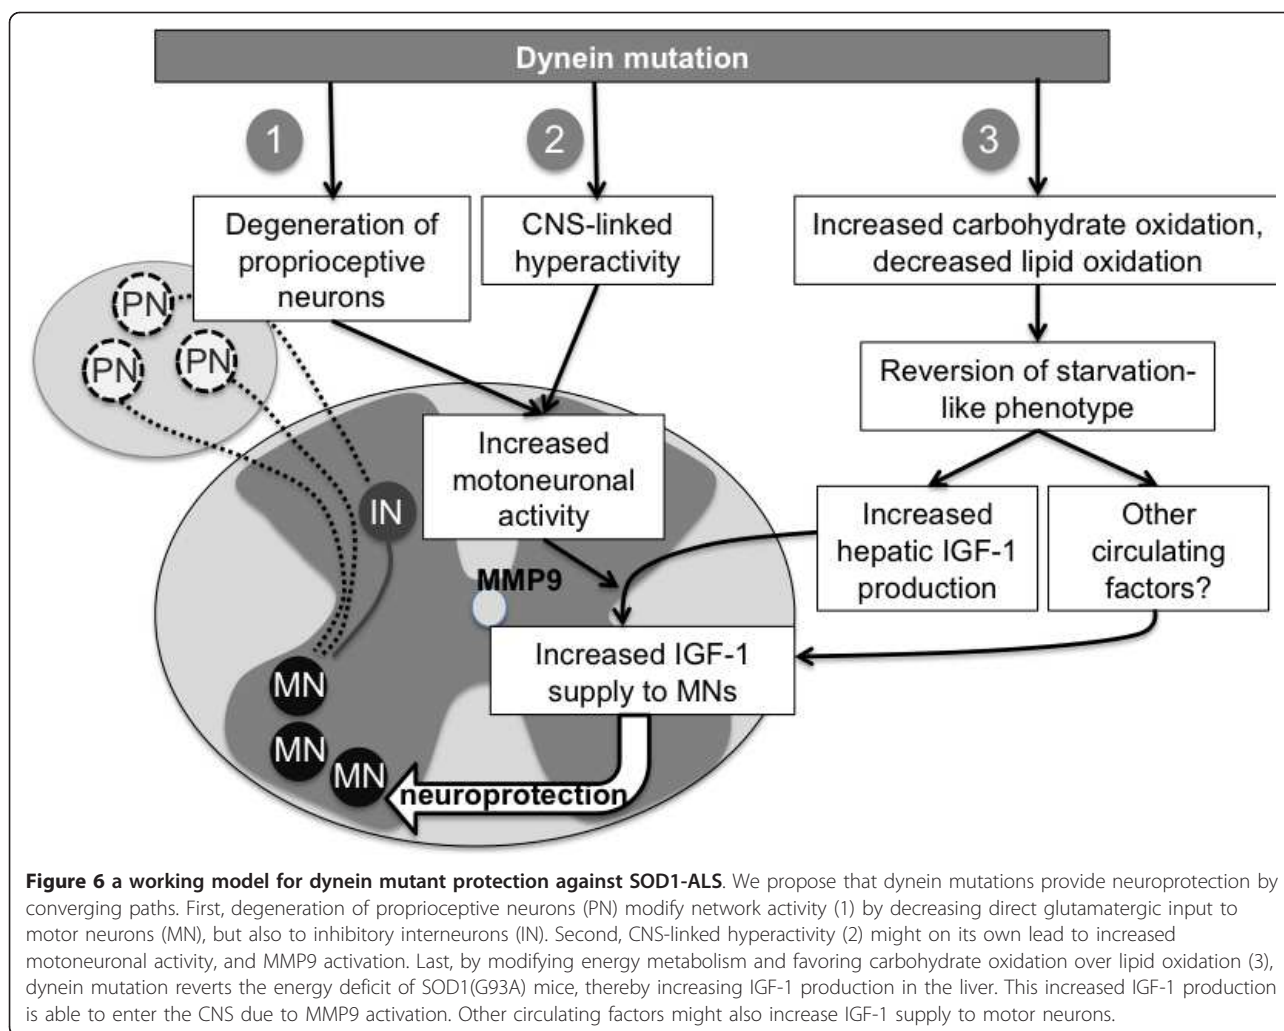 Dynein mutation
1
2
3
Degeneration of
proprioceptive
neurons
CNS-linked
hyperactivity
Increased carbohydrate oxidation,
decreased lipid oxidation
PN
PN
PN
Reversion of starvation-
like phenotype
Increased
motoneuronal
activity
IN
Increased
hepatic IGF-1
production
Other
circulating
factors?
MMP9
Increased IGF-1
supply to MNs
MN
MN
MN
neuroprotection
Figure 6 a working model for dynein mutant protection against SOD1-ALS. We propose that dynein mutations provide neuroprotection by
converging paths. First, degeneration of proprioceptive neurons (PN) modify network activity (1) by decreasing direct glutamatergic input to
motor neurons (MN), but also to inhibitory interneurons (IN). Second, CNS-linked hyperactivity (2) might on its own lead to increased
motoneuronal activity, and MMP9 activation. Last, by modifying energy metabolism and favoring carbohydrate oxidation over lipid oxidation (3),
dynein mutation reverts the energy deficit of SOD1(G93A) mice, thereby increasing IGF-1 production in the liver. This increased IGF-1 production
is able to enter the CNS due to MMP9 activation. Other circulating factors might also increase IGF-1 supply to motor neurons.